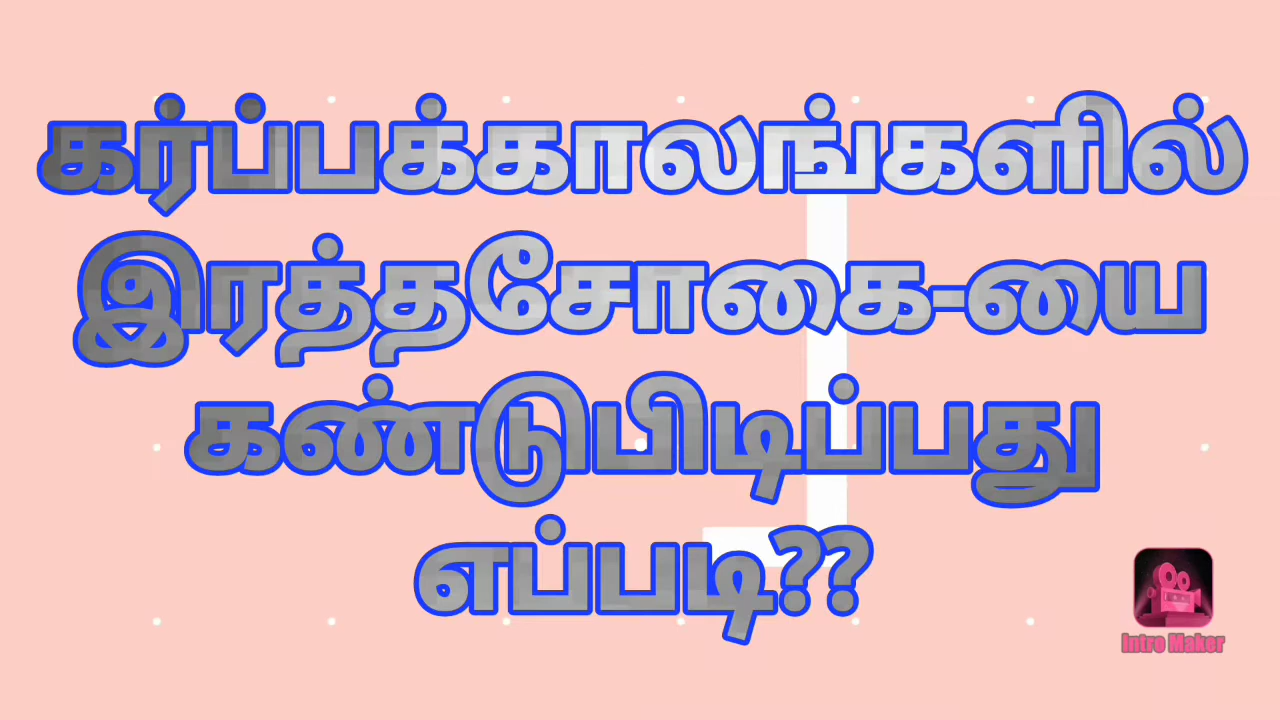 கர்ப்பக்காலங்களில்
இரத்தசோகை-யை
கண்டுபிடிப்பது
எப்படி??
Intro Maker